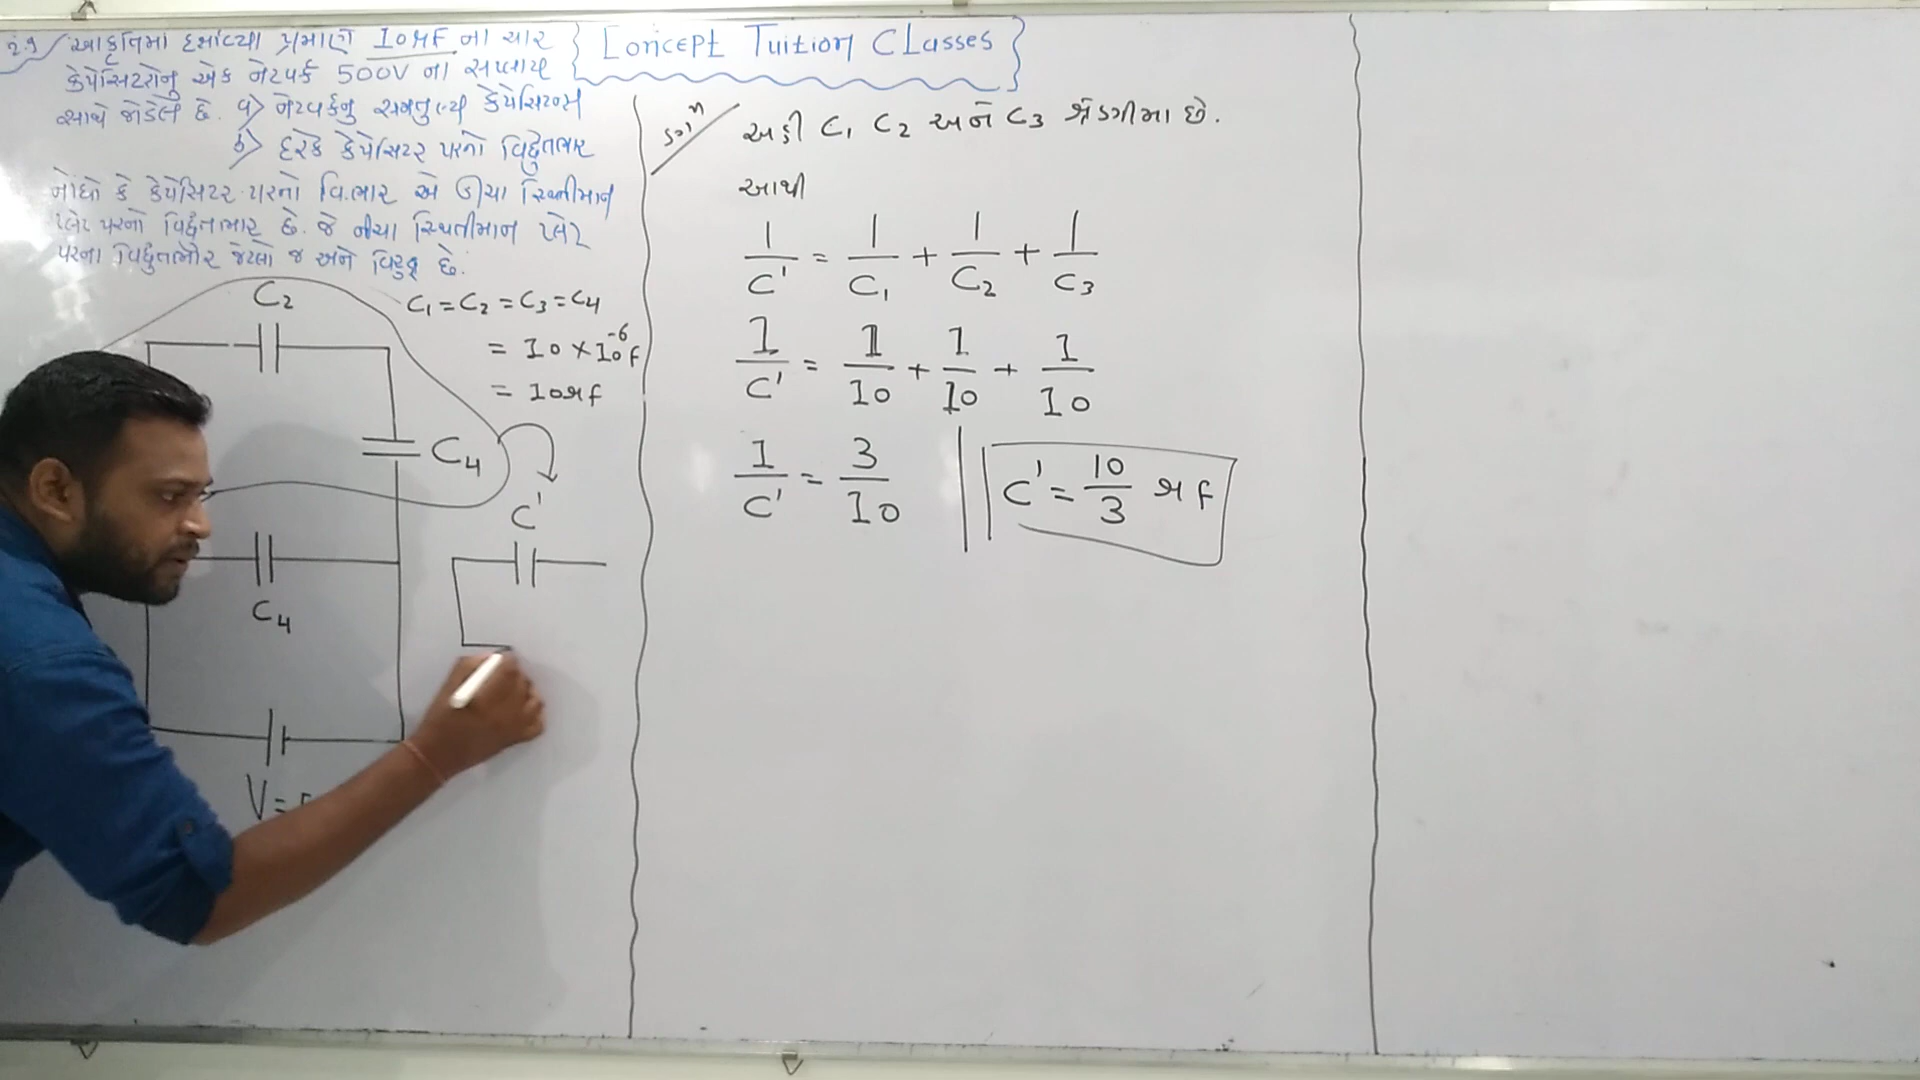 2.9 આકૃતિમાં દર્શાવ્યા પ્રમાણે 10μF ના ચાર
કેપેસિટરોનું એક નેટવર્ક 500V ના સપ્લાય
સાથે જોડેલ છે. a> નેટવર્કનુ સમતુલ્ય કેપેસિટન્સ
b> દરેક કેપેસિટર પરનો વિદ્યુતભાર
નોંધો કે કેપેસિટર પરનો વિ.ભાર એ ઊંચા સ્થિતીમાન
પ્લેટ પરનો વિદ્યુતભાર છે. જે નીચા સ્થિતીમાન પ્લેટ
પરના વિદ્યુતભાર જેટલો જ અને વિરુદ્ધ છે.
Concept Tuition Classes
C2
C1 = C2 = C3 = C4
= 10 × 10^-6 f
= 10μf
C4
C'
C4
V =
અહી C1 C2 અને C3 શ્રેણીમા છે.
આથી
1/C' = 1/C1 + 1/C2 + 1/C3
1/C' = 1/10 + 1/10 + 1/10
1/C' = 3/10
C' = 10/3 μf